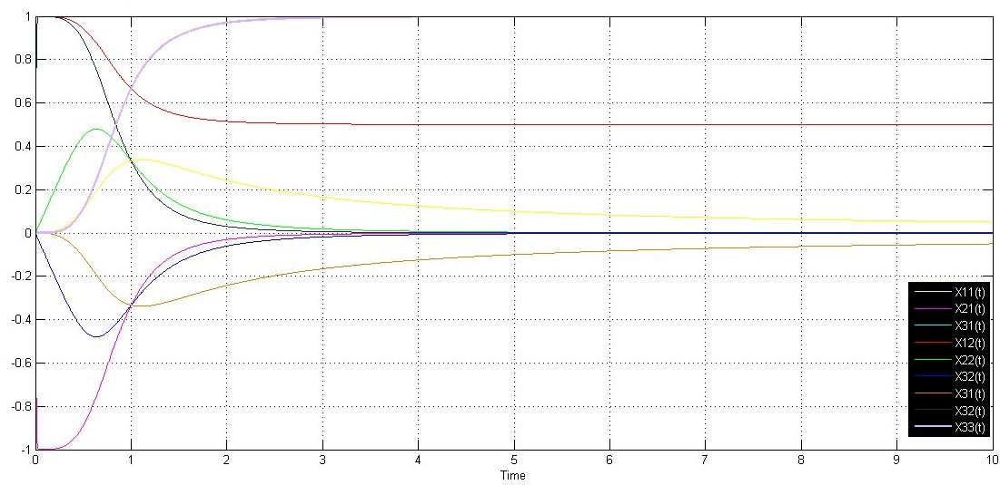 1
0.8
0.6
0.4
0.2
0
-0.2
-0.4
-0.6
-0.8
-1
0 1 2 3 4 5 6 7 8 9 10
Time
X11(t)
X21(t)
X31(t)
X12(t)
X22(t)
X32(t)
X31(t)
X32(t)
X33(t)